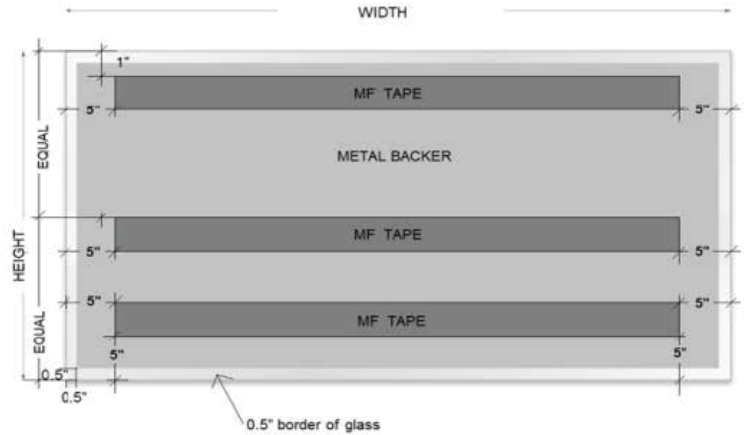 WIDTH
1"
MF TAPE
5" 5"
EQUAL
METAL BACKER
MF TAPE
HEIGHT
5" 5"
5" 5"
MF TAPE
EQUAL
5" 5"
0.5"
0.5"
0.5" border of glass